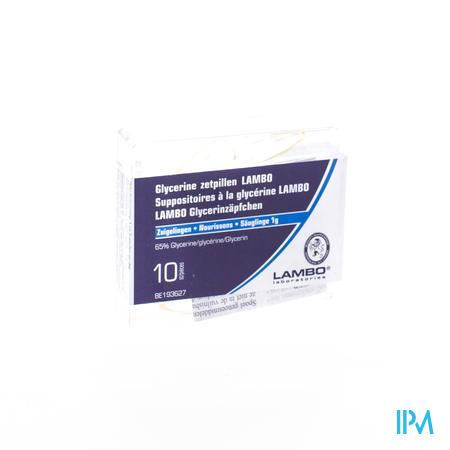 Glycerine zetpillen LAMBO
Suppositoires à la glycérine LAMBO
LAMBO Glycerinzäpfchen
Zuigelingen • Nourissons • Säuglinge 1g
65% Glycerine/glycérine/Glycerin
10
BE193627
LAMBO®
laboratories
IPM